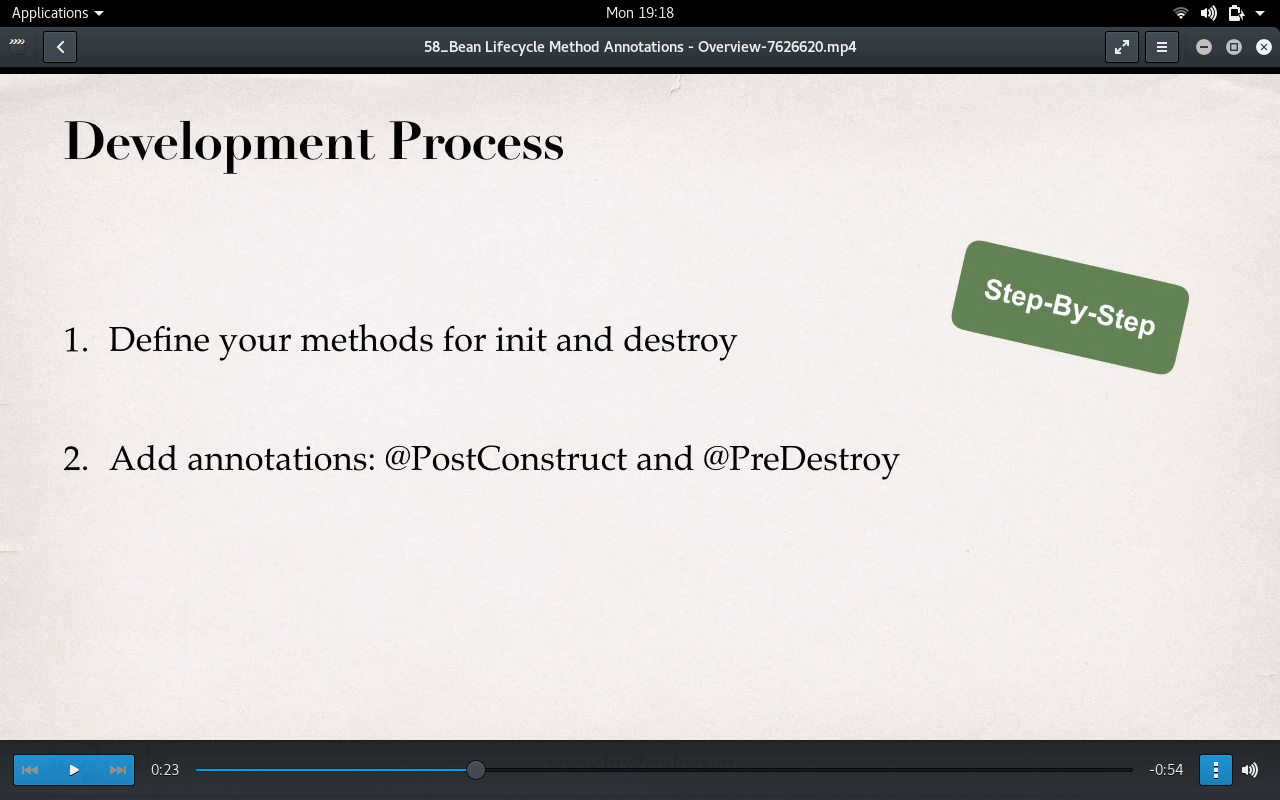 Applications
Mon 19:18
58_Bean Lifecycle Method Annotations - Overview-7626620.mp4
Development Process
Step-By-Step
1. Define your methods for init and destroy
2. Add annotations: @PostConstruct and @PreDestroy
www.luv2code.com
0:23
-0:54